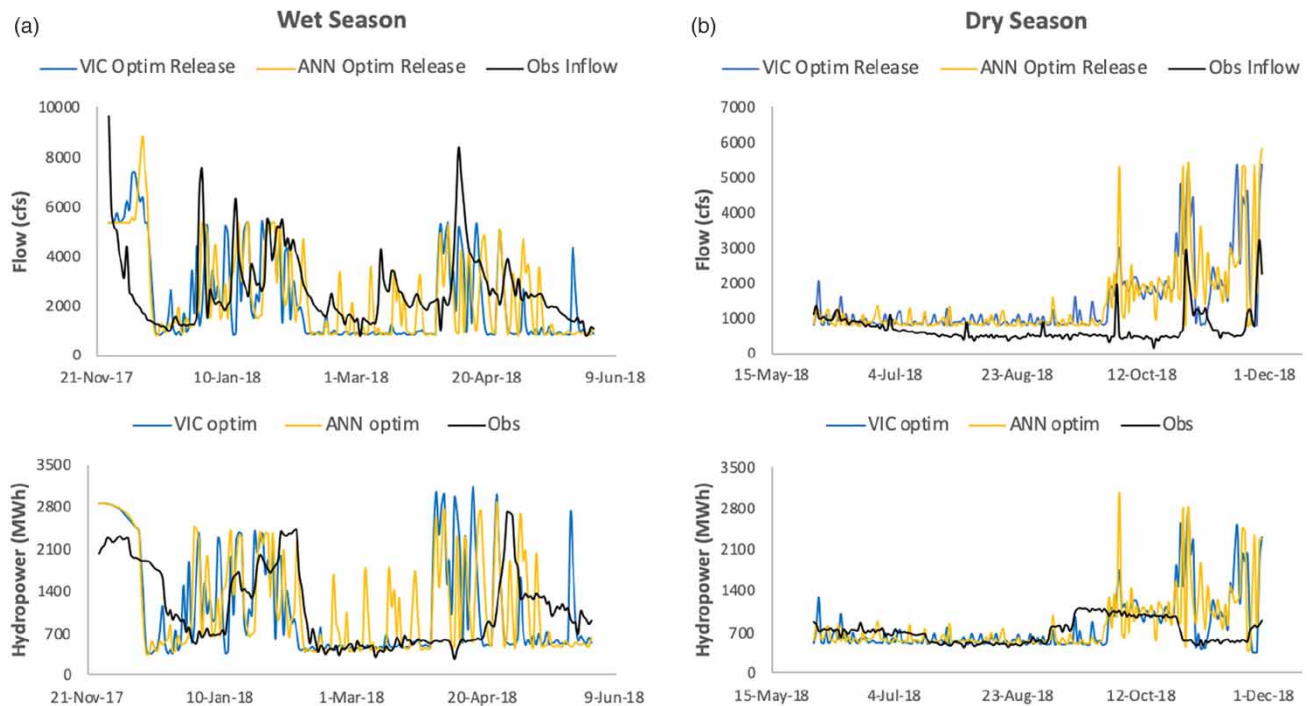 (a)
Wet Season
VIC Optim Release ANN Optim Release Obs Inflow
Flow (cfs)
10000
8000
6000
4000
2000
0
21-Nov-17 10-Jan-18 1-Mar-18 20-Apr-18 9-Jun-18
VIC optim ANN optim Obs
Hydropower (MWh)
3500
2800
2100
1400
700
0
21-Nov-17 10-Jan-18 1-Mar-18 20-Apr-18 9-Jun-18
(b)
Dry Season
VIC Optim Release ANN Optim Release Obs Inflow
Flow (cfs)
7000
6000
5000
4000
3000
2000
1000
0
15-May-18 4-Jul-18 23-Aug-18 12-Oct-18 1-Dec-18
VIC optim ANN optim Obs
Hydropower (MWh)
3500
2800
2100
1400
700
0
15-May-18 4-Jul-18 23-Aug-18 12-Oct-18 1-Dec-18